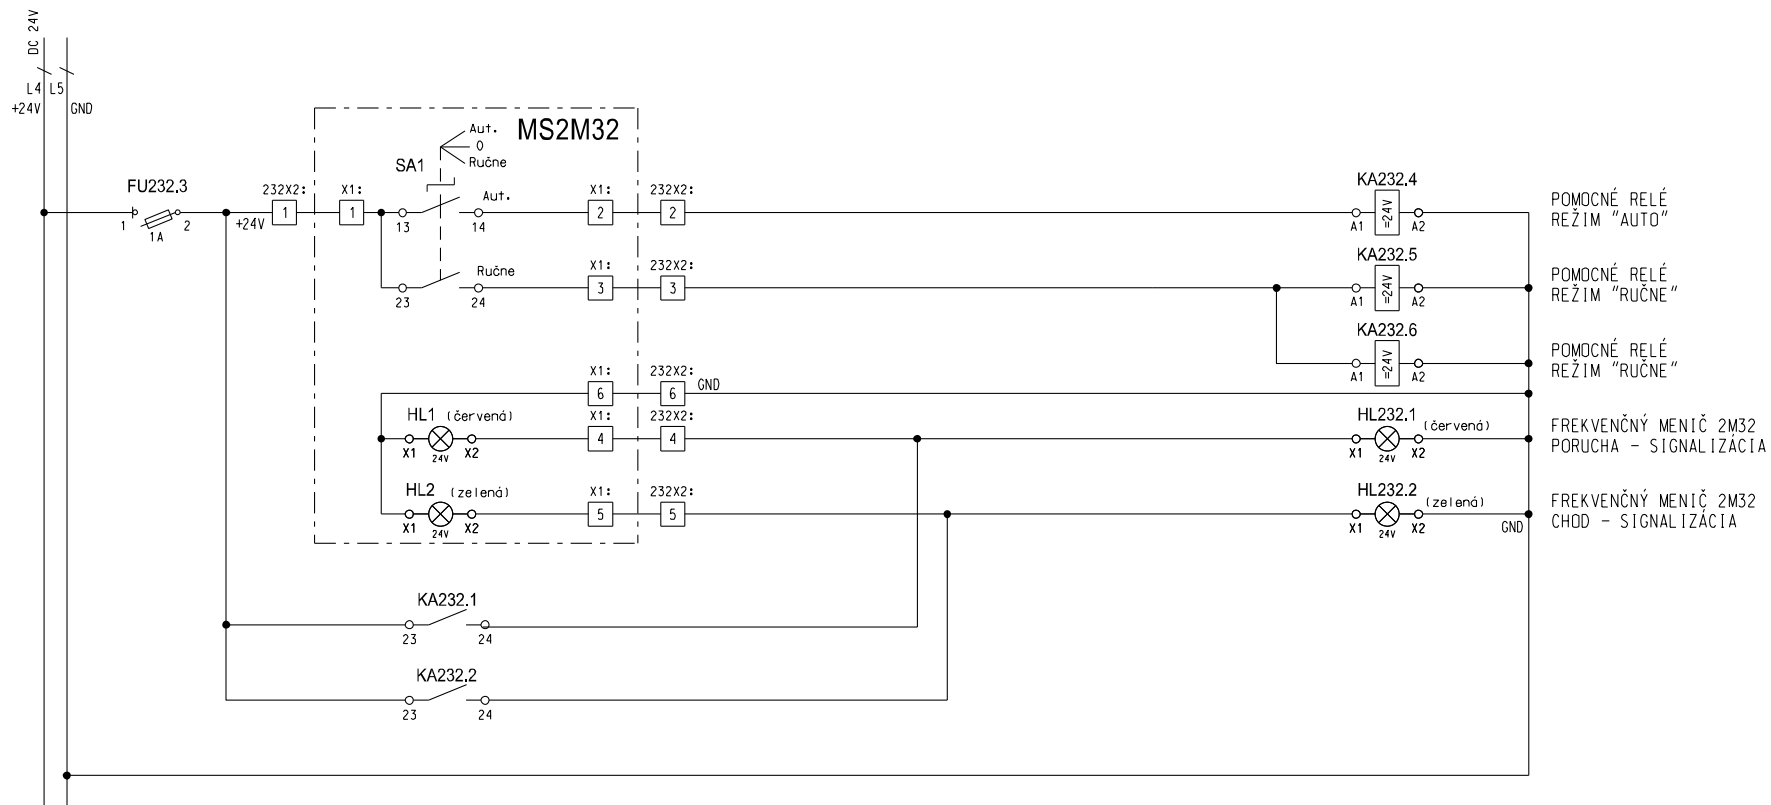 DC 24V
L4 L5
+24V GND
MS2M32
Aut.
0
Ručne
SA1
FU232.3
1 2
1A
+24V
232X2: X1: Aut. X1: 232X2:
1 1 2 2
13 14
KA232.4
=24V
A1 A2
POMOCNÉ RELÉ
REŽIM "AUTO"
Ručne X1: 232X2:
3 3
23 24
KA232.5
=24V
A1 A2
POMOCNÉ RELÉ
REŽIM "RUČNE"
KA232.6
=24V
A1 A2
POMOCNÉ RELÉ
REŽIM "RUČNE"
X1: 232X2:
6 6 GND
HL1 (červená) X1: 232X2:
4 4
X1 24V X2
HL232.1 (červená)
X1 24V X2
FREKVENČNÝ MENIČ 2M32
PORUCHA - SIGNALIZÁCIA
HL2 (zelená) X1: 232X2:
5 5
X1 24V X2
HL232.2 (zelená)
X1 24V X2
GND
FREKVENČNÝ MENIČ 2M32
CHOD - SIGNALIZÁCIA
KA232.1
23 24
KA232.2
23 24